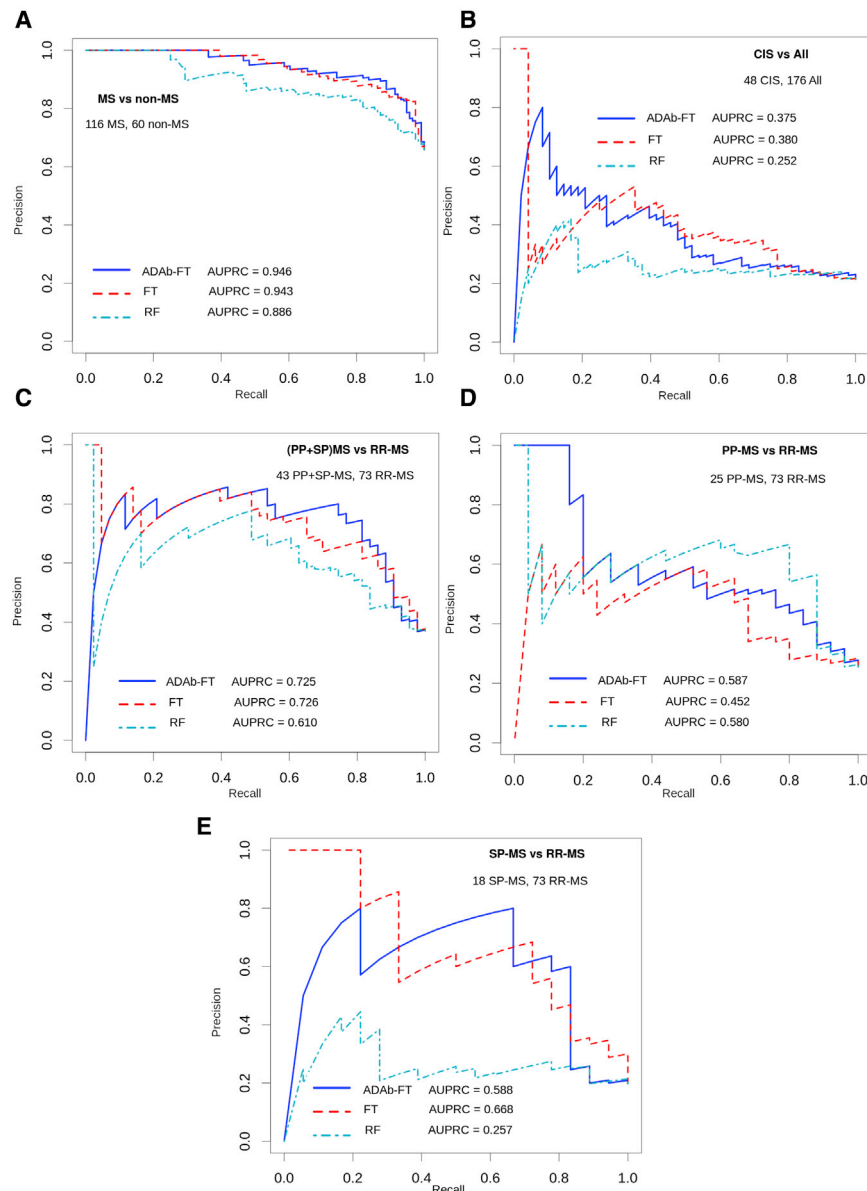 A
MS vs non-MS
116 MS, 60 non-MS
ADAb-FT AUPRC = 0.946
FT AUPRC = 0.943
RF AUPRC = 0.886
Precision
0.0 0.2 0.4 0.6 0.8 1.0
0.0 0.2 0.4 0.6 0.8 1.0
Recall
B
CIS vs All
48 CIS, 176 All
ADAb-FT AUPRC = 0.375
FT AUPRC = 0.380
RF AUPRC = 0.252
Precision
0.0 0.2 0.4 0.6 0.8 1.0
0.0 0.2 0.4 0.6 0.8 1.0
Recall
C
(PP+SP)MS vs RR-MS
43 PP+SP-MS, 73 RR-MS
ADAb-FT AUPRC = 0.725
FT AUPRC = 0.726
RF AUPRC = 0.610
Precision
0.0 0.2 0.4 0.6 0.8 1.0
0.0 0.2 0.4 0.6 0.8 1.0
Recall
D
PP-MS vs RR-MS
25 PP-MS, 73 RR-MS
ADAb-FT AUPRC = 0.587
FT AUPRC = 0.452
RF AUPRC = 0.580
Precision
0.0 0.2 0.4 0.6 0.8 1.0
0.0 0.2 0.4 0.6 0.8 1.0
Recall
E
SP-MS vs RR-MS
18 SP-MS, 73 RR-MS
ADAb-FT AUPRC = 0.588
FT AUPRC = 0.668
RF AUPRC = 0.257
Precision
0.0 0.2 0.4 0.6 0.8 1.0
0.0 0.2 0.4 0.6 0.8 1.0
Recall